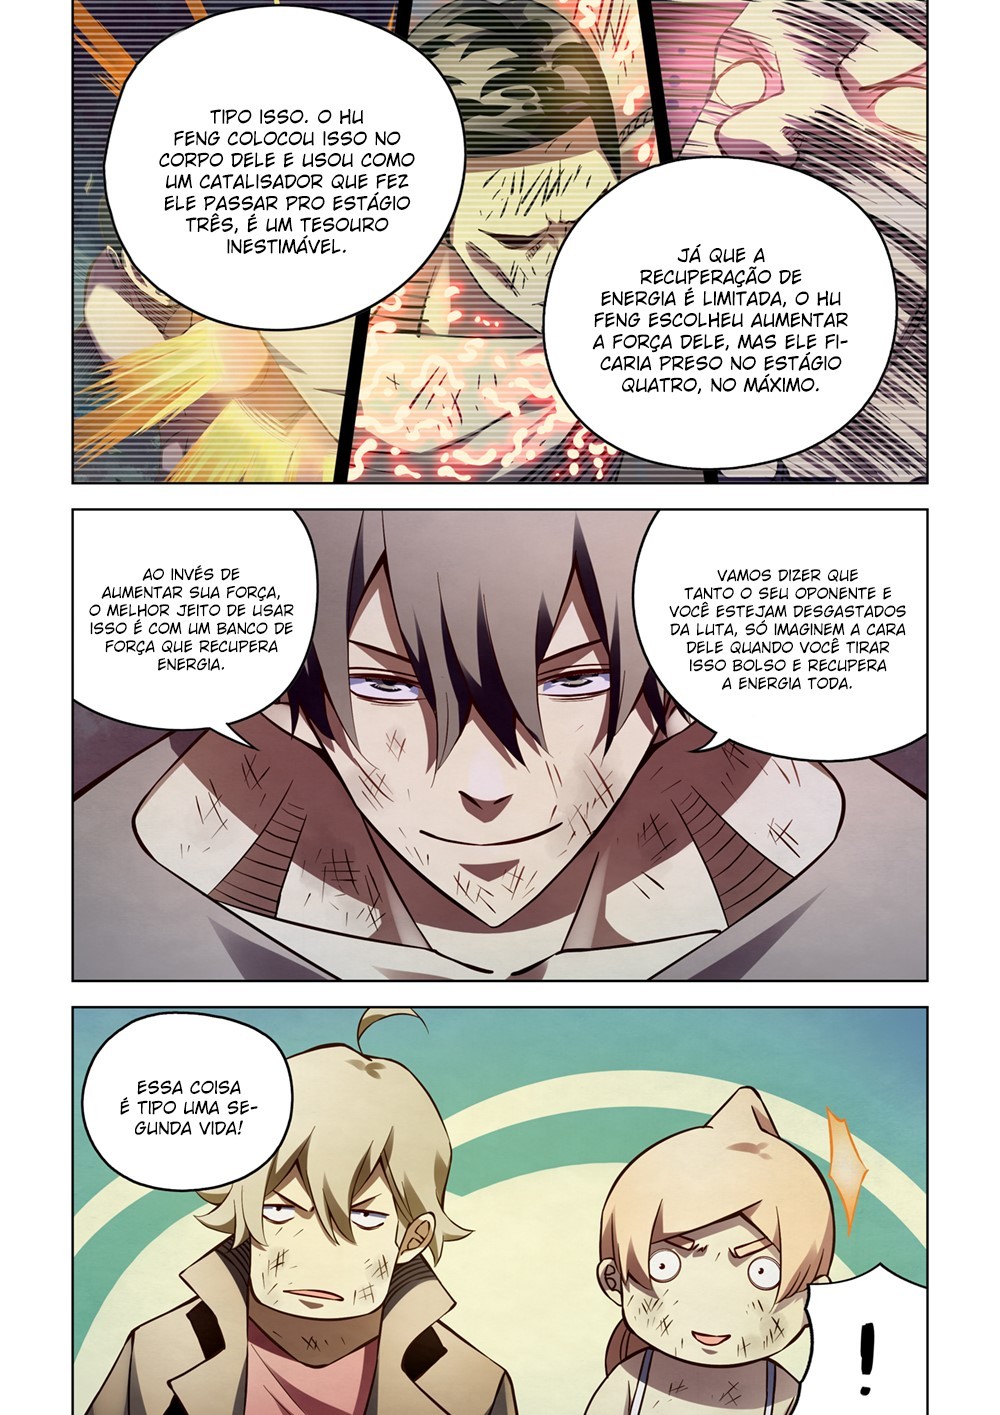 TIPO ISSO. O HU
FENG COLOCOU ISSO NO
CORPO DELE E USOU COMO
UM CATALISADOR QUE FEZ
ELE PASSAR PRO ESTÁGIO
TRÊS, É UM TESOURO
INESTIMÁVEL.
JÁ QUE A
RECUPERAÇÃO DE
ENERGIA É LIMITADA, O HU
FENG ESCOLHEU AUMENTAR
A FORÇA DELE, MAS ELE FI-
CARIA PRESO NO ESTÁGIO
QUATRO, NO MÁXIMO.
AO INVÉS DE
AUMENTAR SUA FORÇA,
O MELHOR JEITO DE USAR
ISSO É COM UM BANCO DE
FORÇA QUE RECUPERA
ENERGIA.
VAMOS DIZER QUE
TANTO O SEU OPONENTE E
VOCÊ ESTEJAM DESGASTADOS
DA LUTA, SÓ IMAGINEM A CARA
DELE QUANDO VOCÊ TIRAR
ISSO BOLSO E RECUPERA
A ENERGIA TODA.
ESSA COISA
É TIPO UMA SE-
GUNDA VIDA!
!